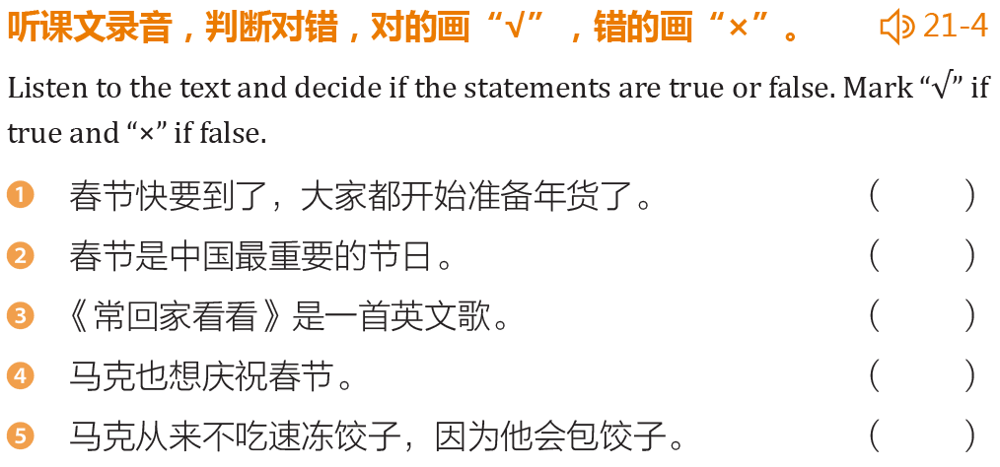 听课文录音，判断对错，对的画“√”，错的画“×”。 21-4
Listen to the text and decide if the statements are true or false. Mark “√” if
true and “×” if false.
1 春节快要到了，大家都开始准备年货了。 （ ）
2 春节是中国最重要的节日。 （ ）
3 《常回家看看》是一首英文歌。 （ ）
4 马克也想庆祝春节。 （ ）
5 马克从来不吃速冻饺子，因为他会包饺子。 （ ）